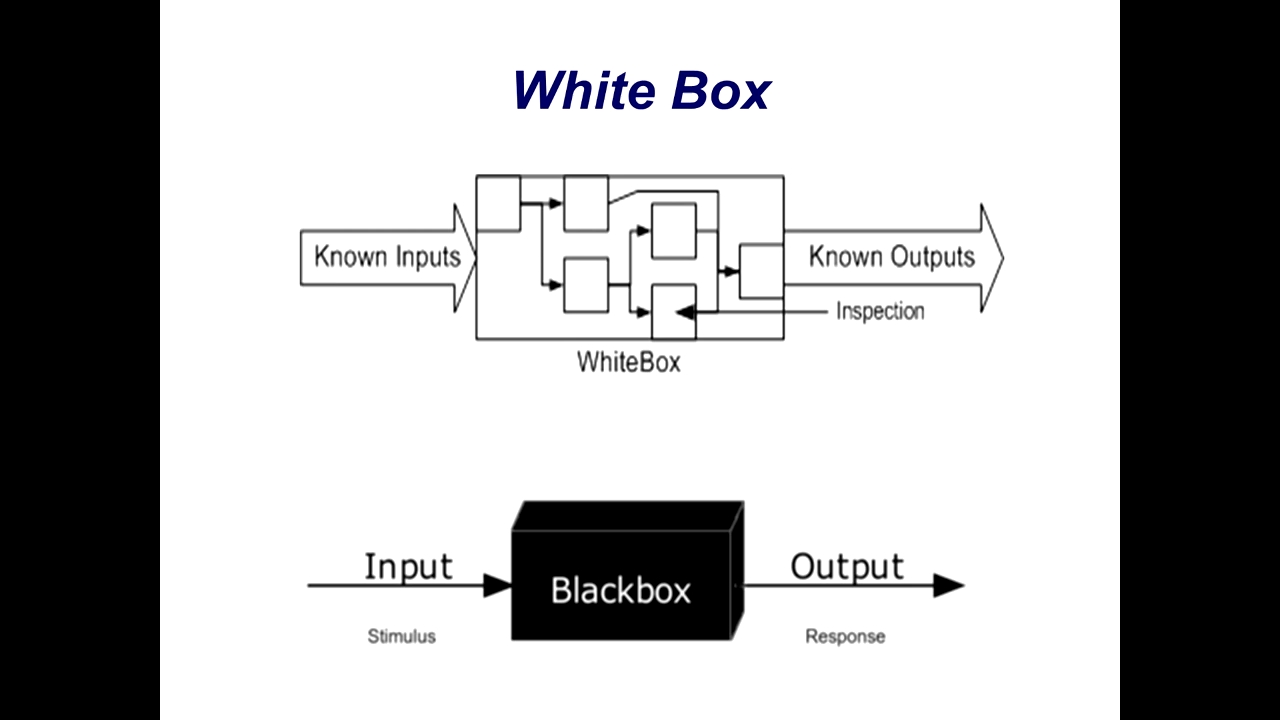 White Box
Known Inputs
Known Outputs
Inspection
WhiteBox
Input
Output
Blackbox
Stimulus
Response